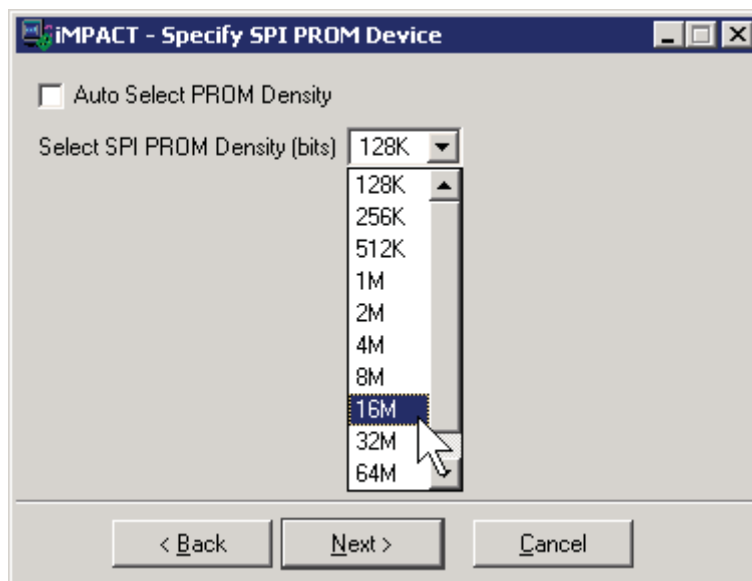 iMPACT - Specify SPI PROM Device
Auto Select PROM Density
Select SPI PROM Density (bits) 128K
128K
256K
512K
1M
2M
4M
8M
16M
32M
64M
< Back Next > Cancel